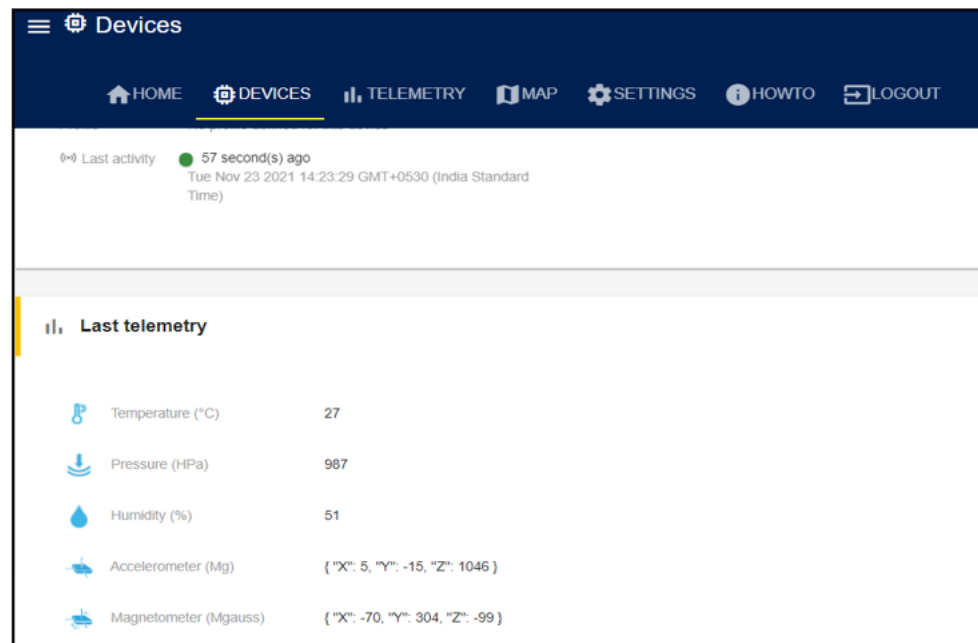 Devices
HOME DEVICES TELEMETRY MAP SETTINGS HOWTO LOGOUT
Last activity 57 second(s) ago
Tue Nov 23 2021 14:23:29 GMT+0530 (India Standard
Time)
Last telemetry
Temperature (°C) 27
Pressure (HPa) 987
Humidity (%) 51
Accelerometer (Mg) { "X": 5, "Y": -15, "Z": 1046 }
Magnetometer (Mgauss) { "X": -70, "Y": 304, "Z": -99 }